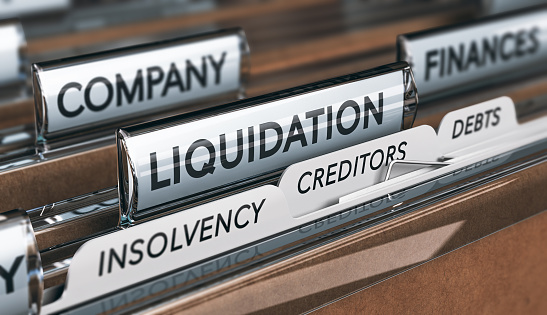 COMPANY
FINANCES
LIQUIDATION
DEBTS
CREDITORS
INSOLVENCY
Y